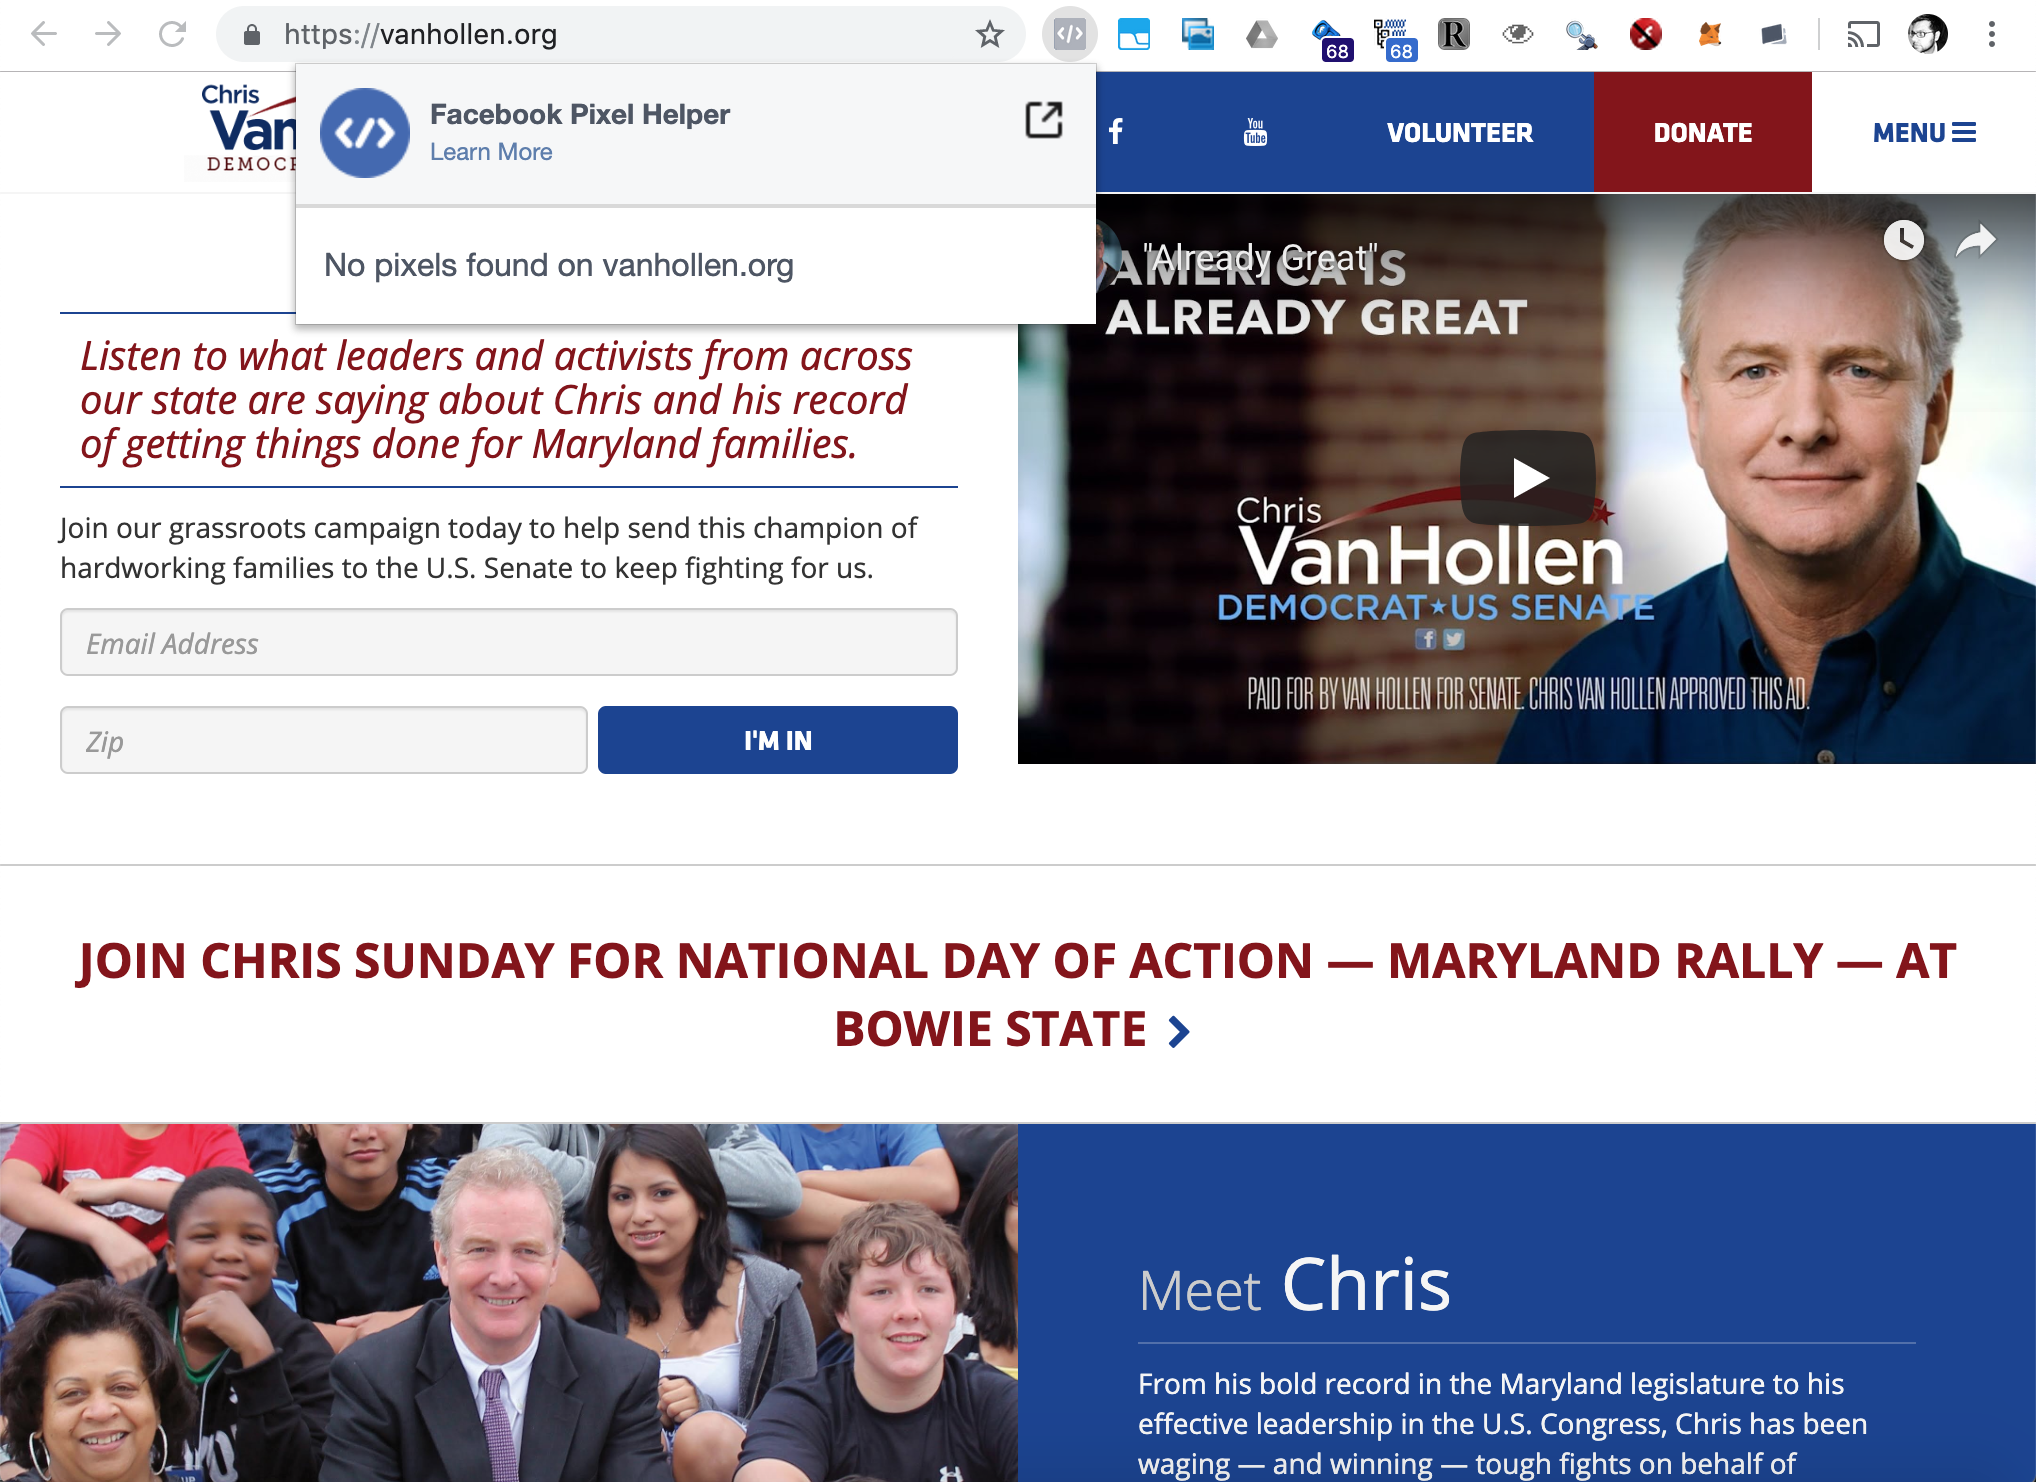 https://vanhollen.org
68
68
R
Chris
Van
DEMOCR
Facebook Pixel Helper
Learn More
No pixels found on vanhollen.org
f
You
Tube
VOLUNTEER
DONATE
MENU
"Already Great"
AMERICA IS
ALREADY GREAT
Listen to what leaders and activists from across
our state are saying about Chris and his record
of getting things done for Maryland families.
Join our grassroots campaign today to help send this champion of
hardworking families to the U.S. Senate to keep fighting for us.
Email Address
Zip
I'M IN
Chris
VanHollen
DEMOCRAT★US SENATE
PAID FOR BY VAN HOLLEN FOR SENATE. CHRIS VAN HOLLEN APPROVED THIS AD.
JOIN CHRIS SUNDAY FOR NATIONAL DAY OF ACTION — MARYLAND RALLY — AT
BOWIE STATE
Meet Chris
From his bold record in the Maryland legislature to his
effective leadership in the U.S. Congress, Chris has been
waging — and winning — tough fights on behalf of